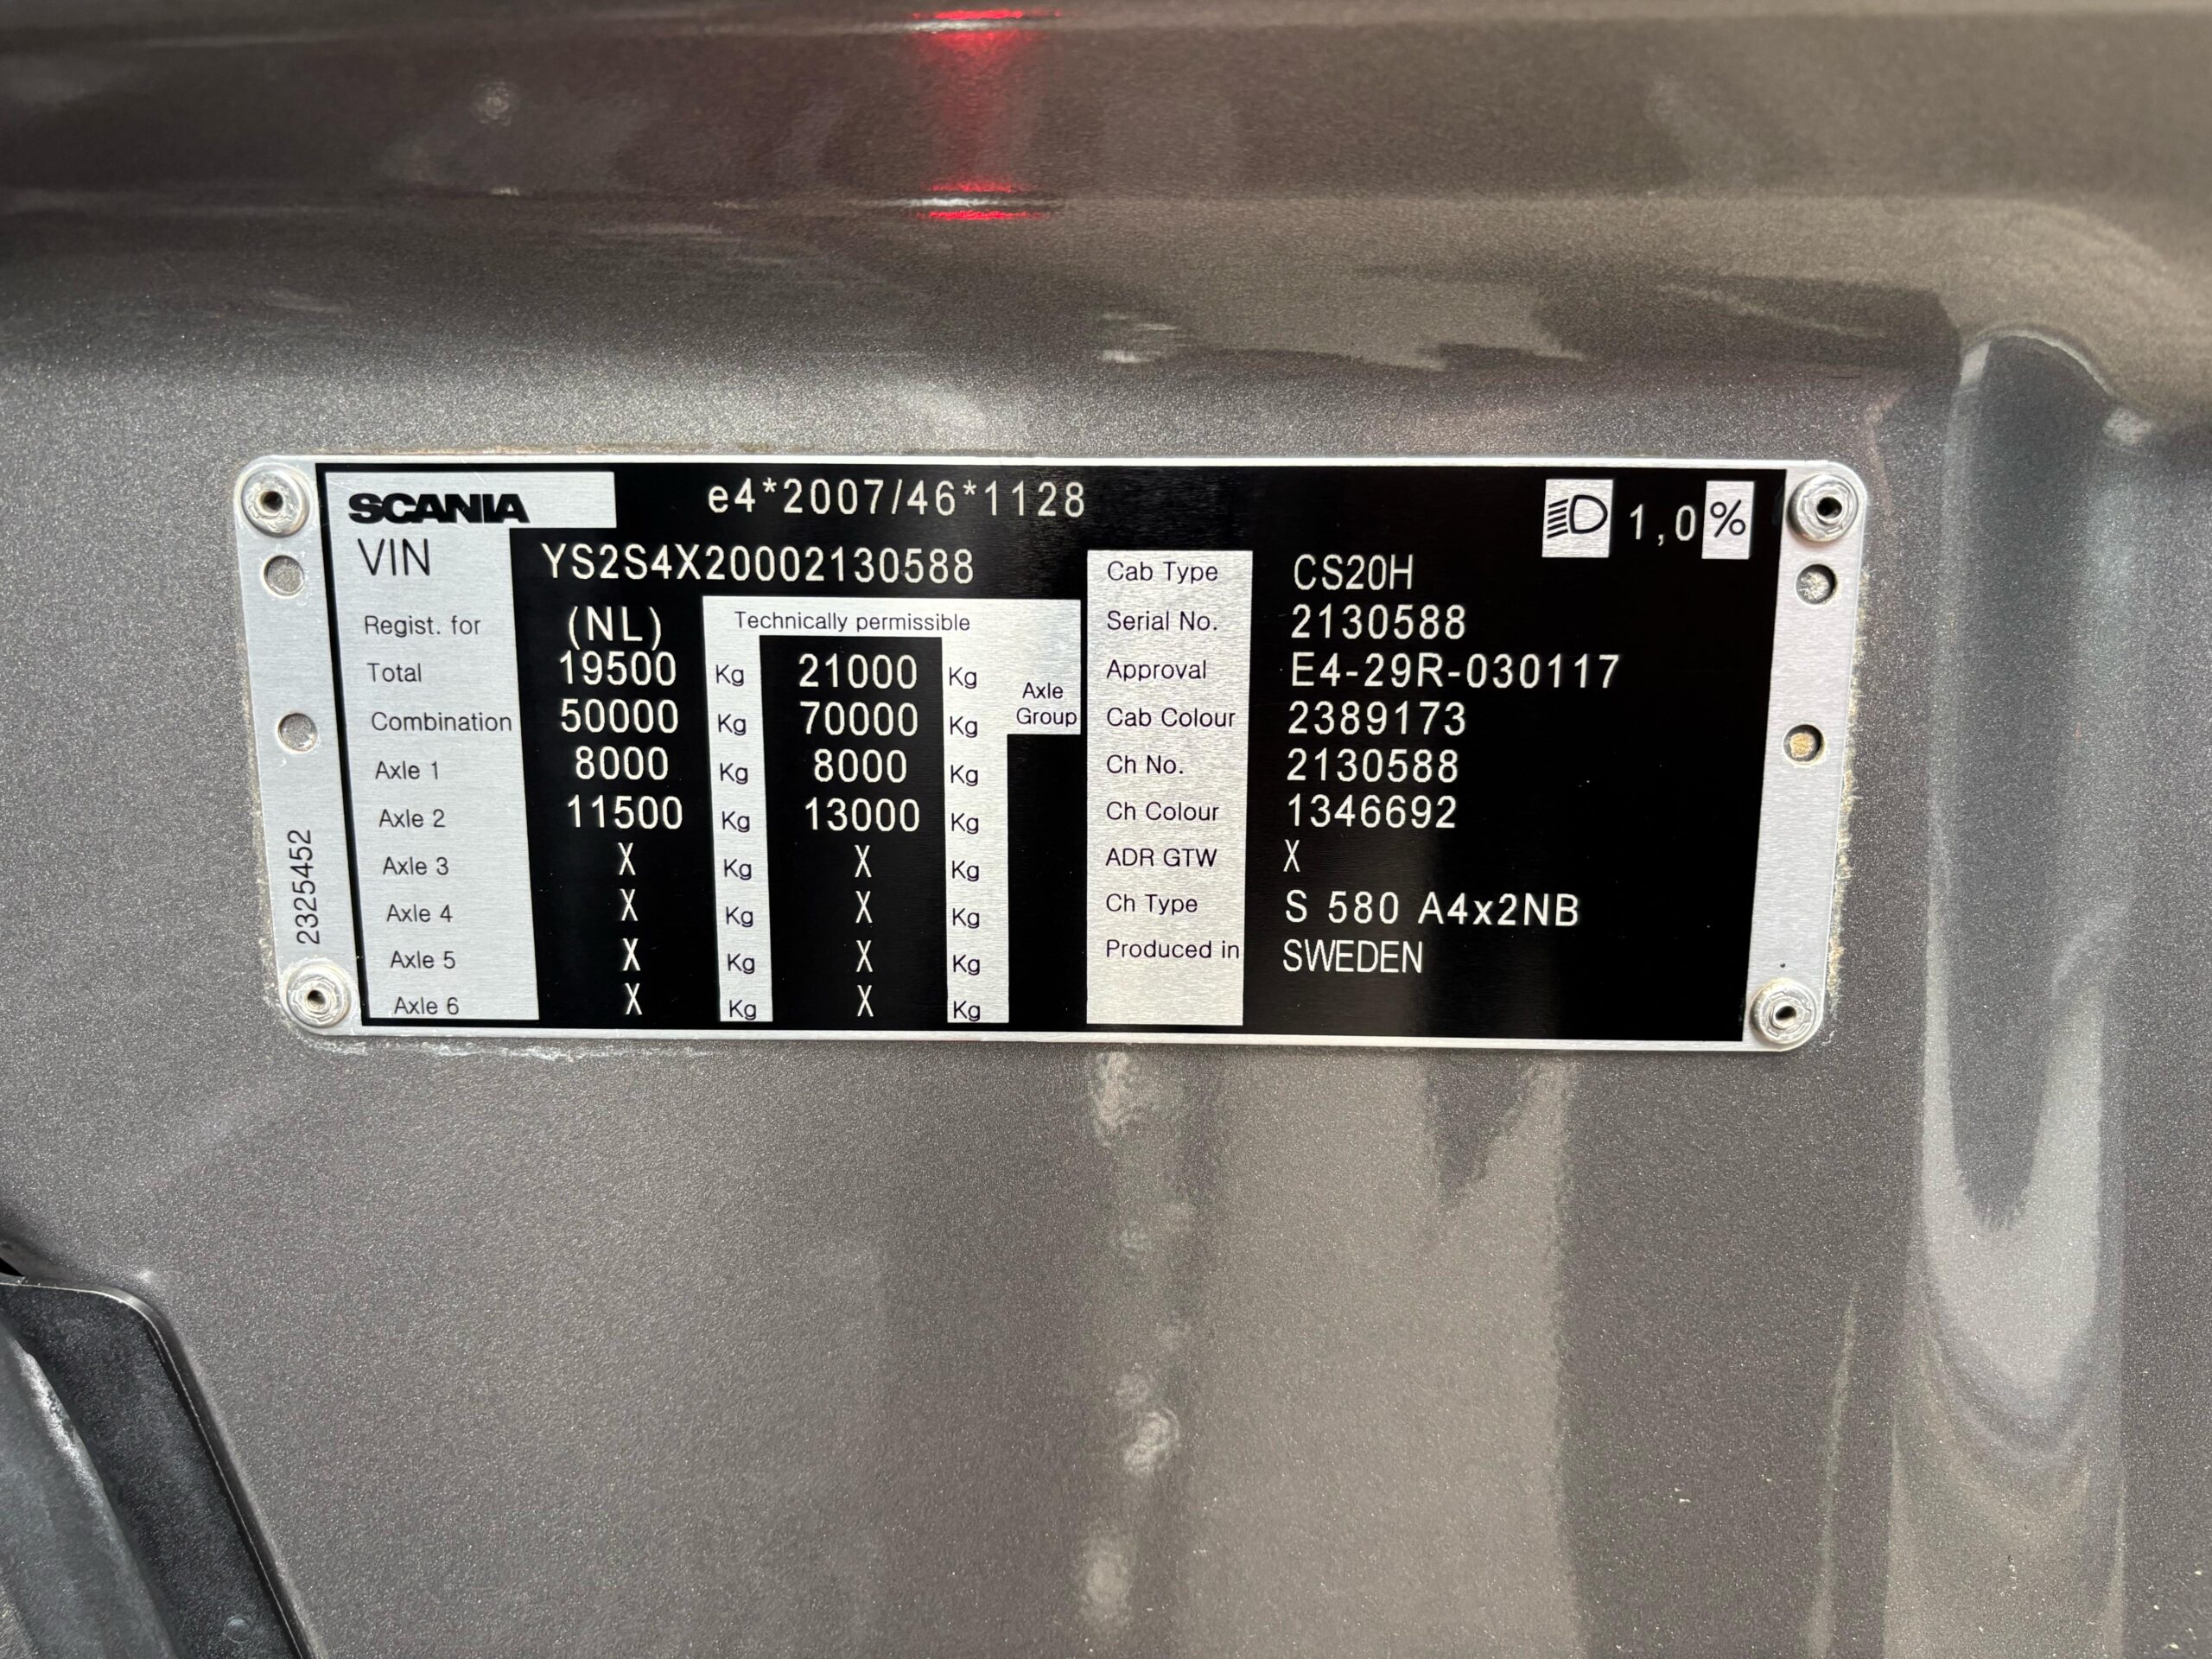 SCANIA e4*2007/46*1128 1,0 %
VIN YS2S4X20002130588
Regist. for (NL) Technically permissible
Total 19500 Kg 21000 Kg
Combination 50000 Kg 70000 Kg Axle Group
Axle 1 8000 Kg 8000 Kg
Axle 2 11500 Kg 13000 Kg
Axle 3 X Kg X Kg
Axle 4 X Kg X Kg
Axle 5 X Kg X Kg
Axle 6 X Kg X Kg
Cab Type CS20H
Serial No. 2130588
Approval E4-29R-030117
Cab Colour 2389173
Ch No. 2130588
Ch Colour 1346692
ADR GTW X
Ch Type S 580 A4x2NB
Produced in SWEDEN
2325452